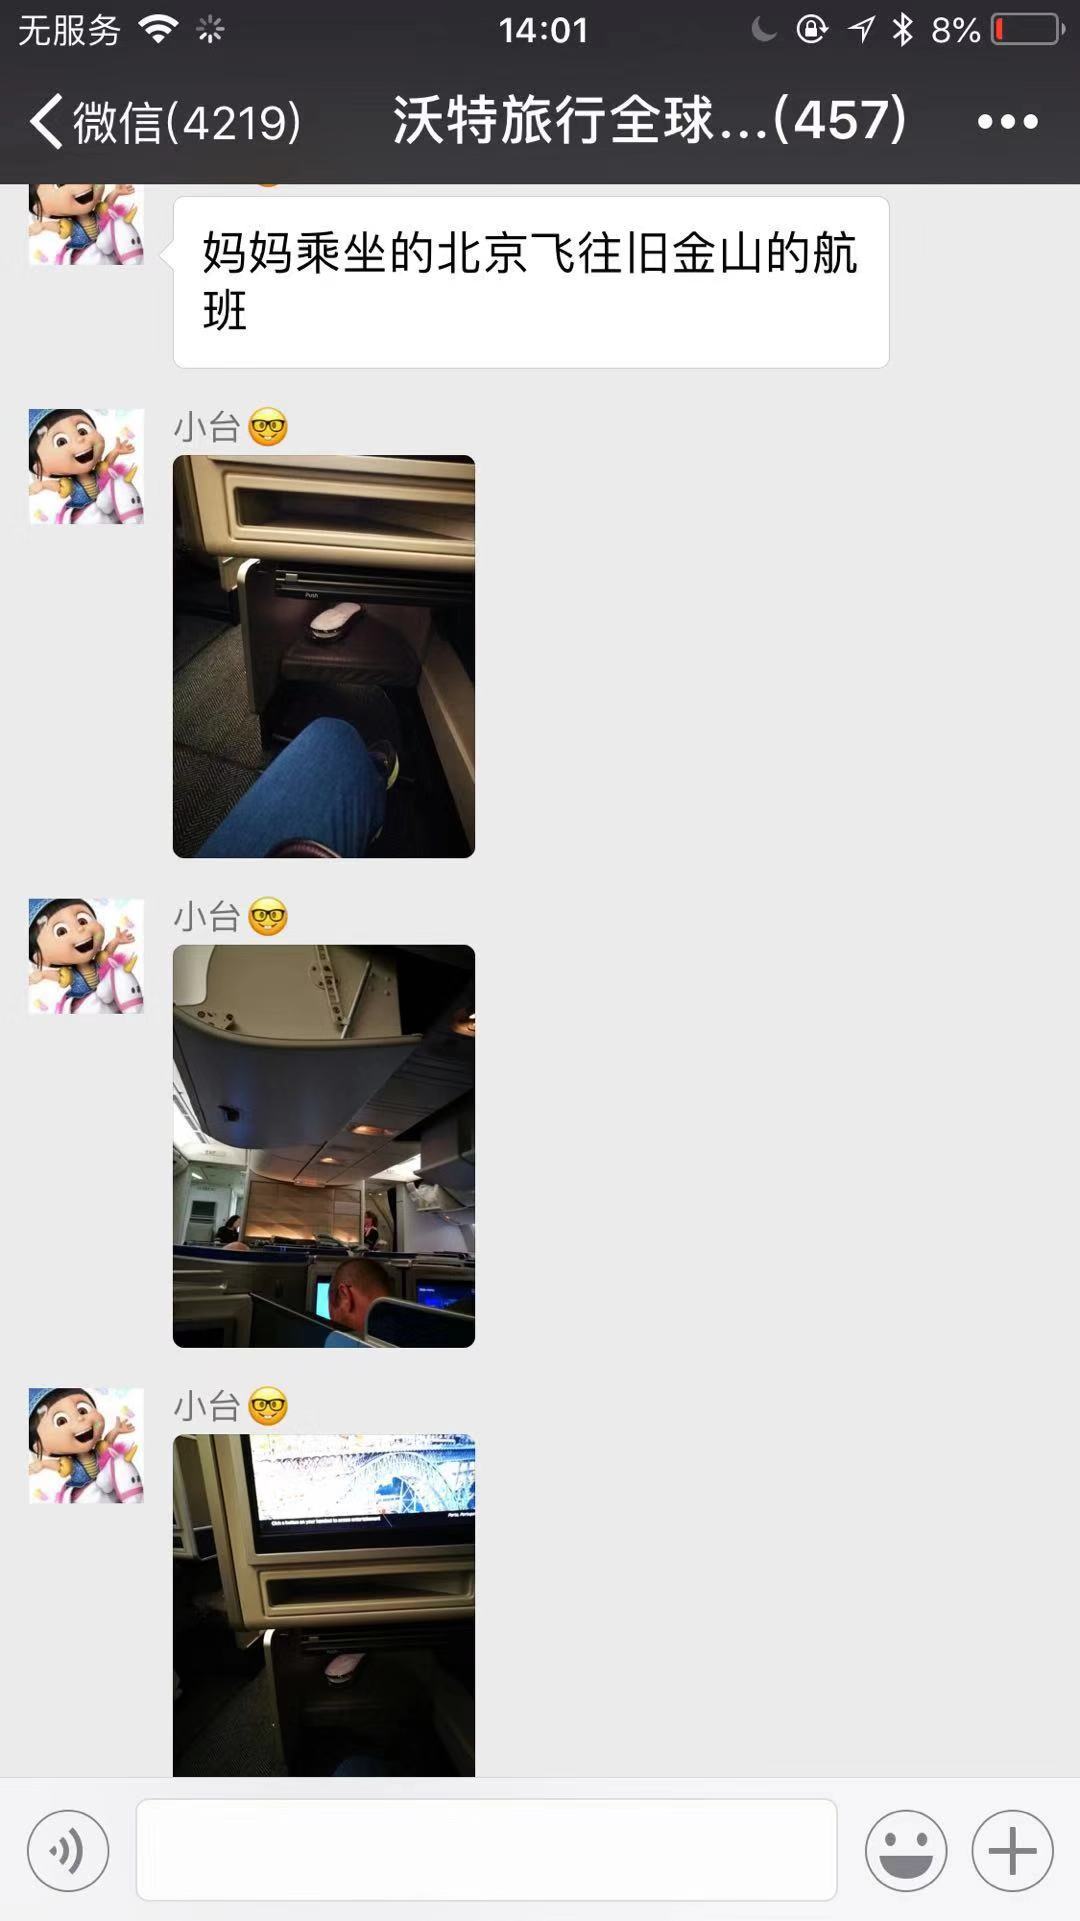 无服务
14:01
8%
微信(4219)
沃特旅行全球...(457)
妈妈乘坐的北京飞往旧金山的航
班
小台🤓
Push
小台🤓
小台🤓